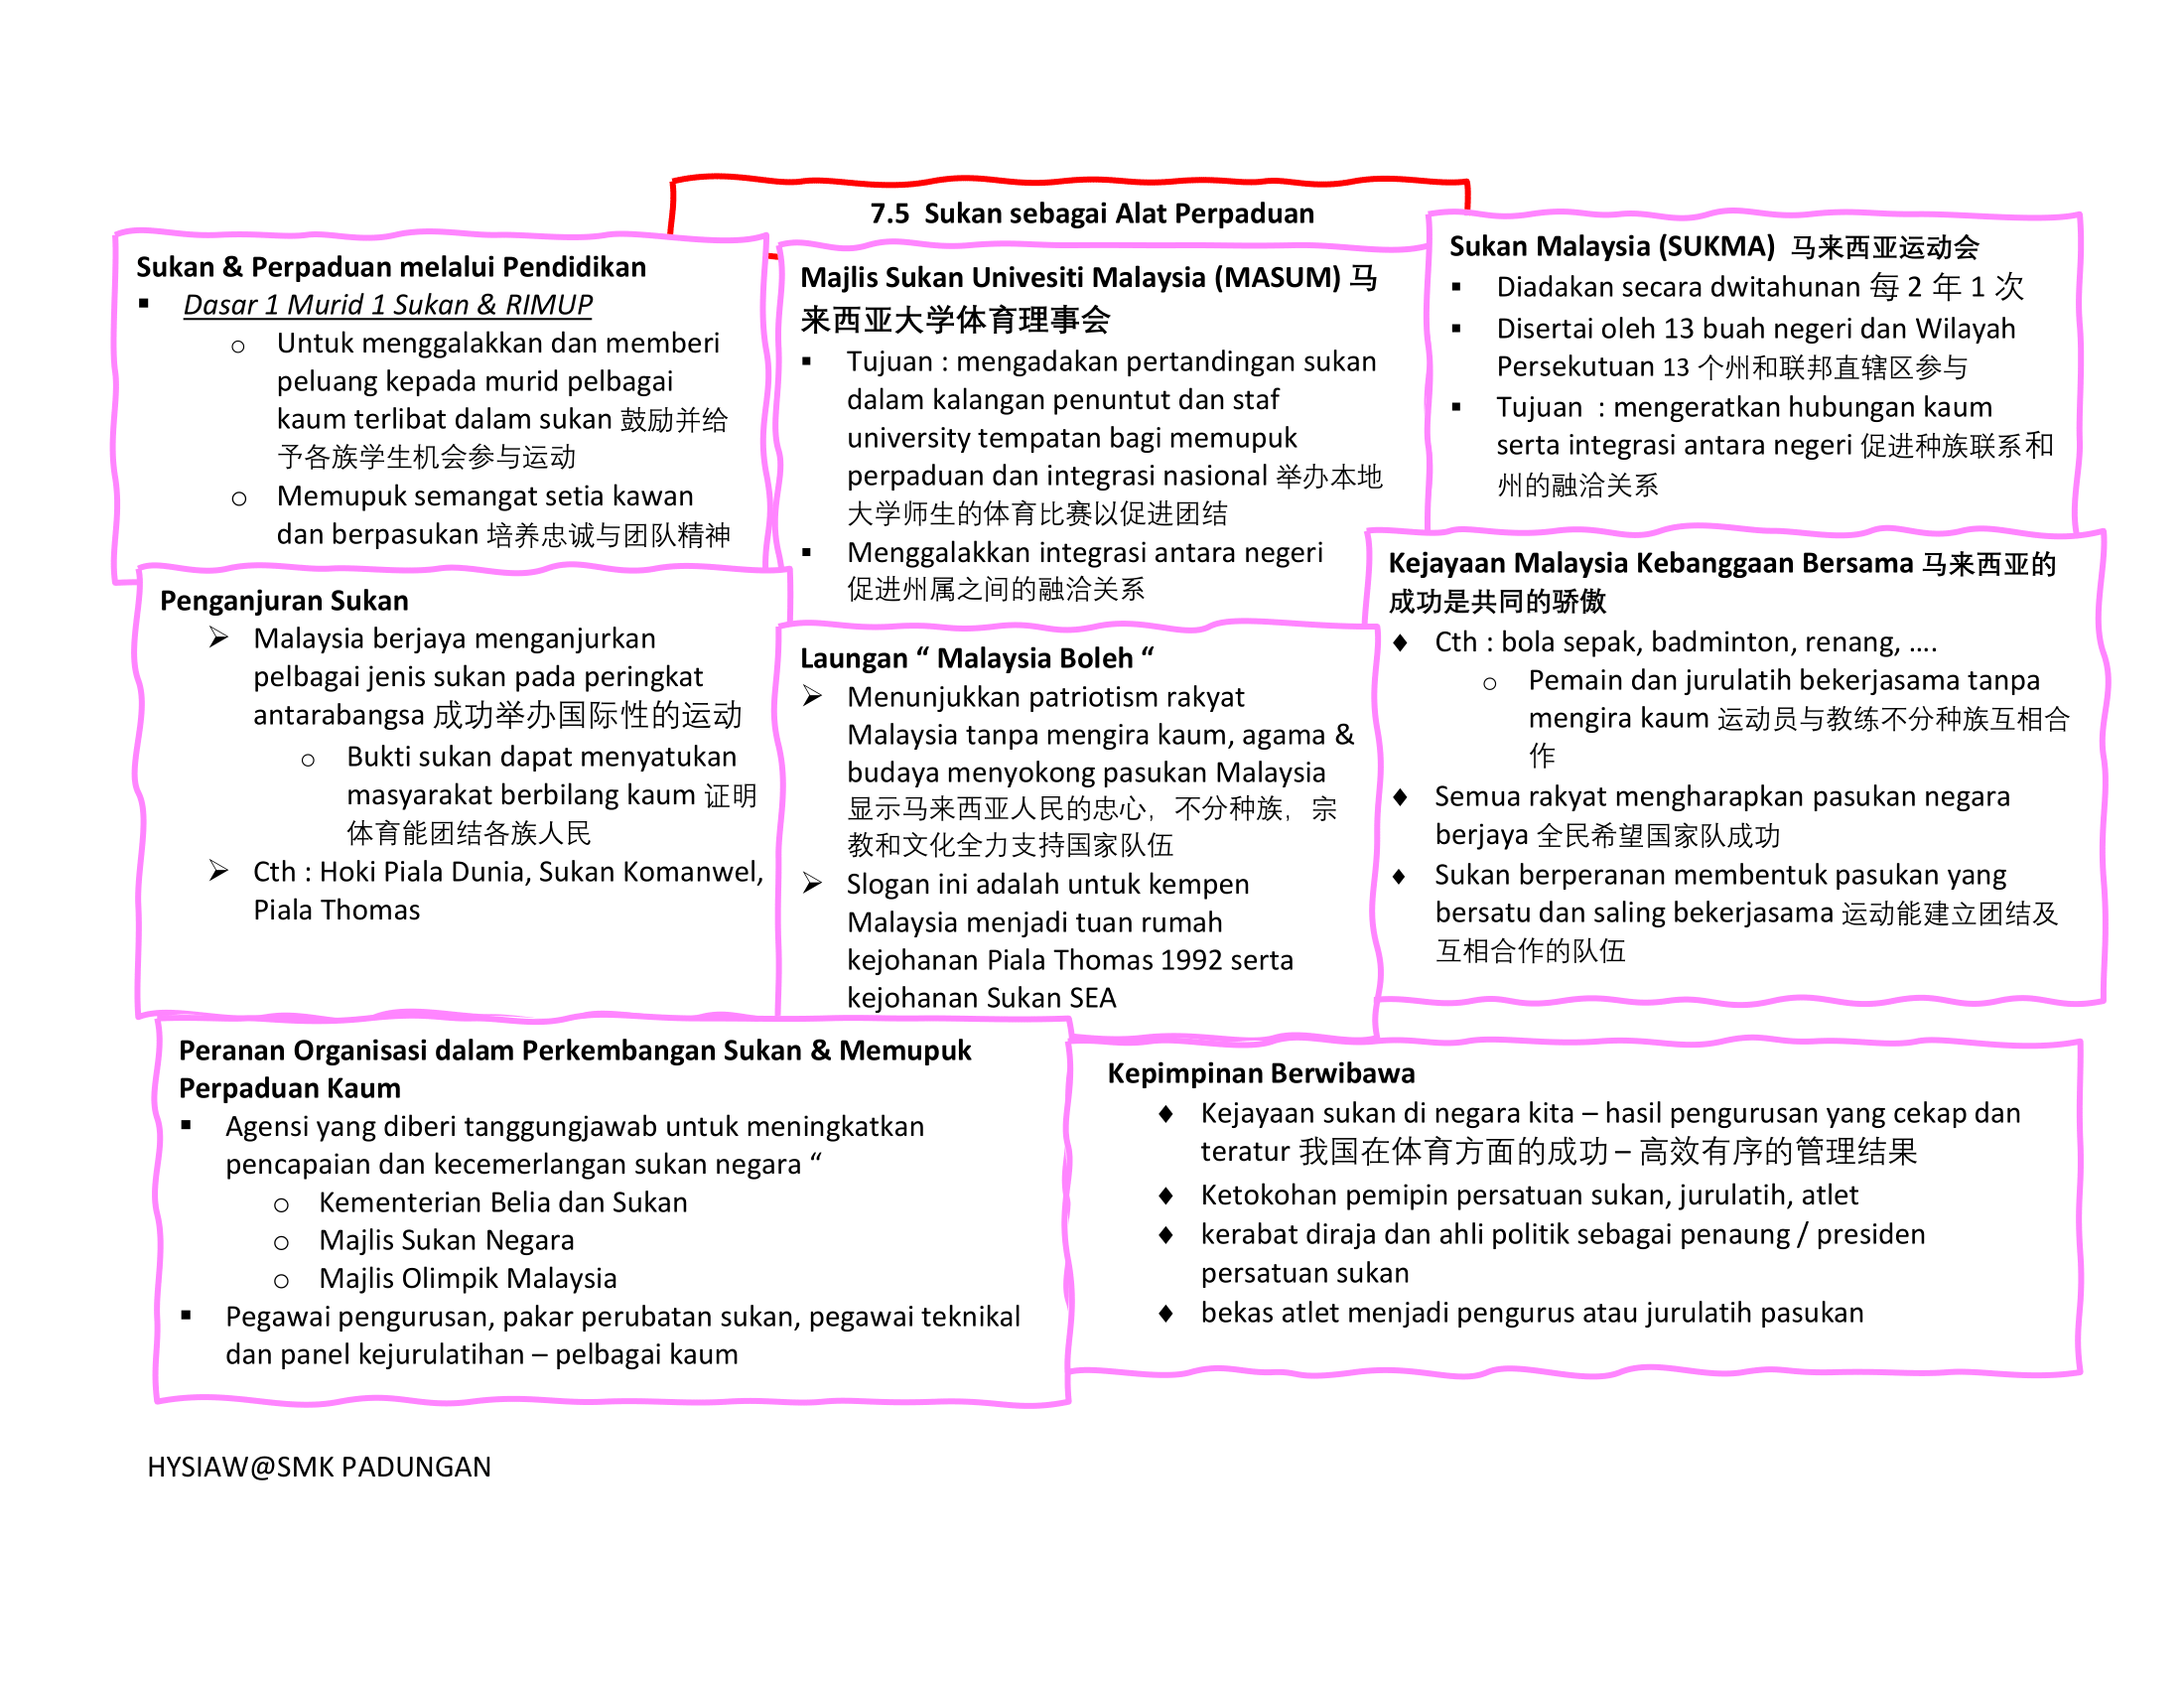 7.5  Sukan sebagai Alat Perpaduan
Sukan & Perpaduan melalui Pendidikan
▪ Dasar 1 Murid 1 Sukan & RIMUP
o Untuk menggalakkan dan memberi
peluang kepada murid pelbagai
kaum terlibat dalam sukan 鼓励并给
予各族学生机会参与运动
o Memupuk semangat setia kawan
dan berpasukan 培养忠诚与团队精神
Majlis Sukan Univesiti Malaysia (MASUM) 马
来西亚大学体育理事会
▪ Tujuan : mengadakan pertandingan sukan
dalam kalangan penuntut dan staf
university tempatan bagi memupuk
perpaduan dan integrasi nasional 举办本地
大学师生的体育比赛以促进团结
▪ Menggalakkan integrasi antara negeri
促进州属之间的融洽关系
Sukan Malaysia (SUKMA)  马来西亚运动会
▪ Diadakan secara dwitahunan 每 2 年 1 次
▪ Disertai oleh 13 buah negeri dan Wilayah
Persekutuan 13 个州和联邦直辖区参与
▪ Tujuan  : mengeratkan hubungan kaum
serta integrasi antara negeri 促进种族联系和
州的融洽关系
Penganjuran Sukan
➢ Malaysia berjaya menganjurkan
pelbagai jenis sukan pada peringkat
antarabangsa 成功举办国际性的运动
o Bukti sukan dapat menyatukan
masyarakat berbilang kaum 证明
体育能团结各族人民
➢ Cth : Hoki Piala Dunia, Sukan Komanwel,
Piala Thomas
Laungan “ Malaysia Boleh “
➢ Menunjukkan patriotism rakyat
Malaysia tanpa mengira kaum, agama &
budaya menyokong pasukan Malaysia
显示马来西亚人民的忠心，不分种族，宗
教和文化全力支持国家队伍
➢ Slogan ini adalah untuk kempen
Malaysia menjadi tuan rumah
kejohanan Piala Thomas 1992 serta
kejohanan Sukan SEA
Kejayaan Malaysia Kebanggaan Bersama 马来西亚的
成功是共同的骄傲
♦ Cth : bola sepak, badminton, renang, ....
o Pemain dan jurulatih bekerjasama tanpa
mengira kaum 运动员与教练不分种族互相合
作
♦ Semua rakyat mengharapkan pasukan negara
berjaya 全民希望国家队成功
♦ Sukan berperanan membentuk pasukan yang
bersatu dan saling bekerjasama 运动能建立团结及
互相合作的队伍
Peranan Organisasi dalam Perkembangan Sukan & Memupuk
Perpaduan Kaum
▪ Agensi yang diberi tanggungjawab untuk meningkatkan
pencapaian dan kecemerlangan sukan negara “
o Kementerian Belia dan Sukan
o Majlis Sukan Negara
o Majlis Olimpik Malaysia
▪ Pegawai pengurusan, pakar perubatan sukan, pegawai teknikal
dan panel kejurulatihan – pelbagai kaum
Kepimpinan Berwibawa
♦ Kejayaan sukan di negara kita – hasil pengurusan yang cekap dan
teratur 我国在体育方面的成功 – 高效有序的管理结果
♦ Ketokohan pemipin persatuan sukan, jurulatih, atlet
♦ kerabat diraja dan ahli politik sebagai penaung / presiden
persatuan sukan
♦ bekas atlet menjadi pengurus atau jurulatih pasukan
HYSIAW@SMK PADUNGAN